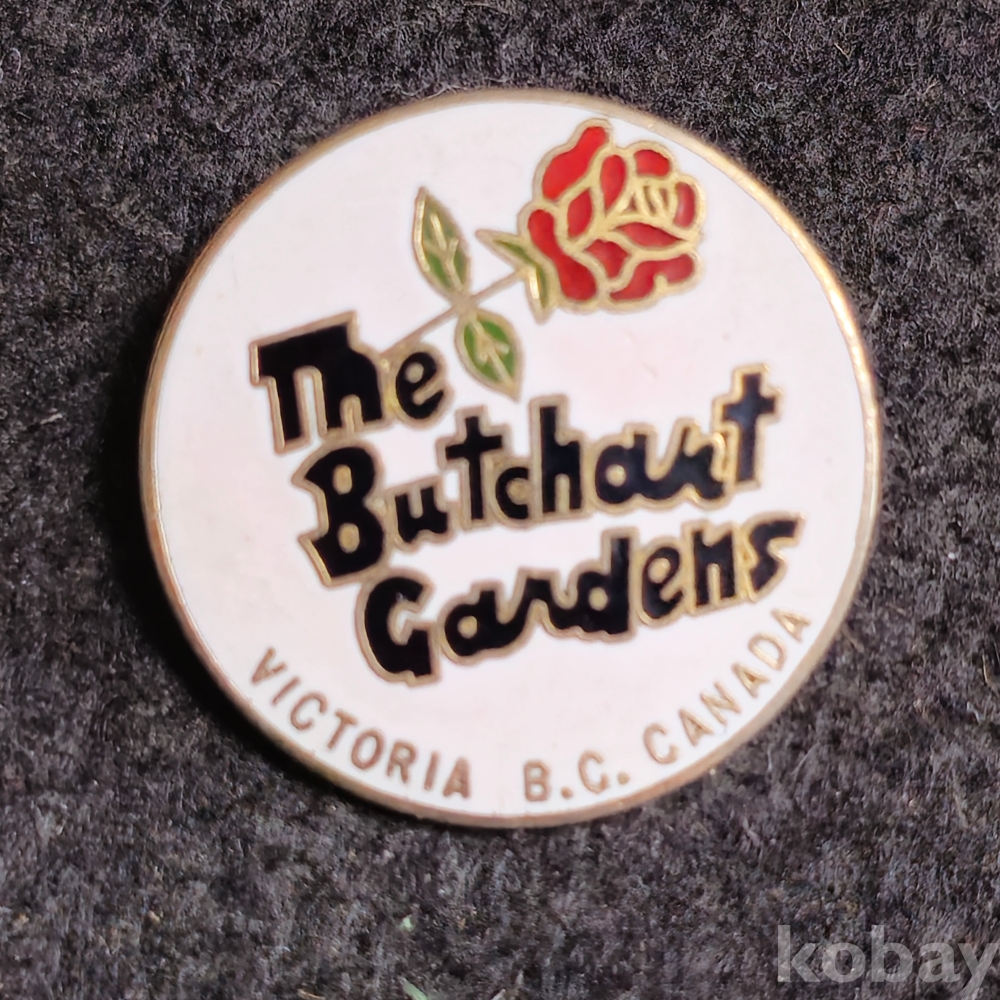 The
Butchart
Gardens
VICTORIA B.C. CANADA
kobay